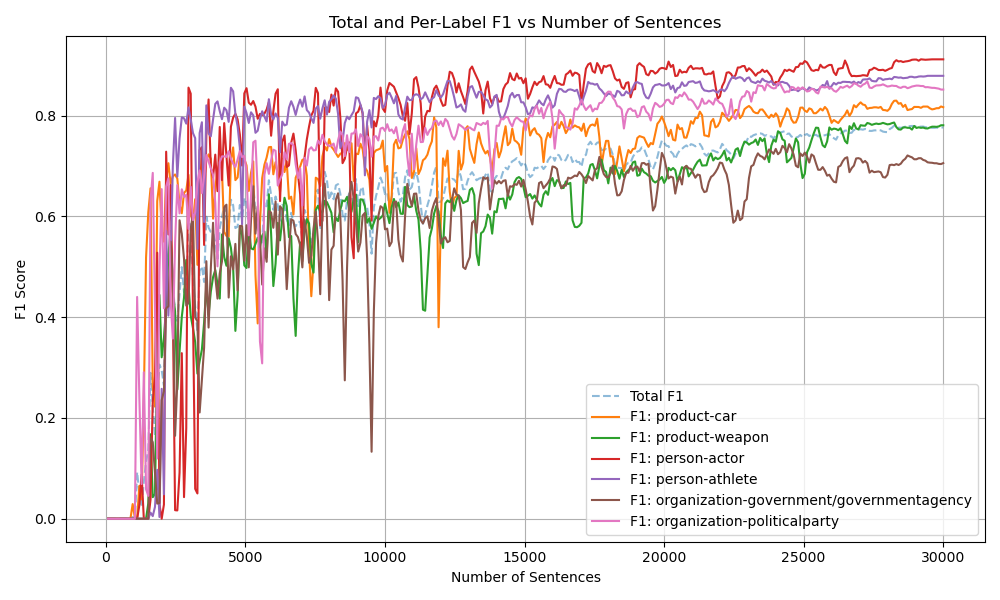 Total and Per-Label F1 vs Number of Sentences
F1 Score
0.8
0.6
0.4
0.2
0.0
0 5000 10000 15000 20000 25000 30000
Number of Sentences
Total F1
F1: product-car
F1: product-weapon
F1: person-actor
F1: person-athlete
F1: organization-government/governmentagency
F1: organization-politicalparty